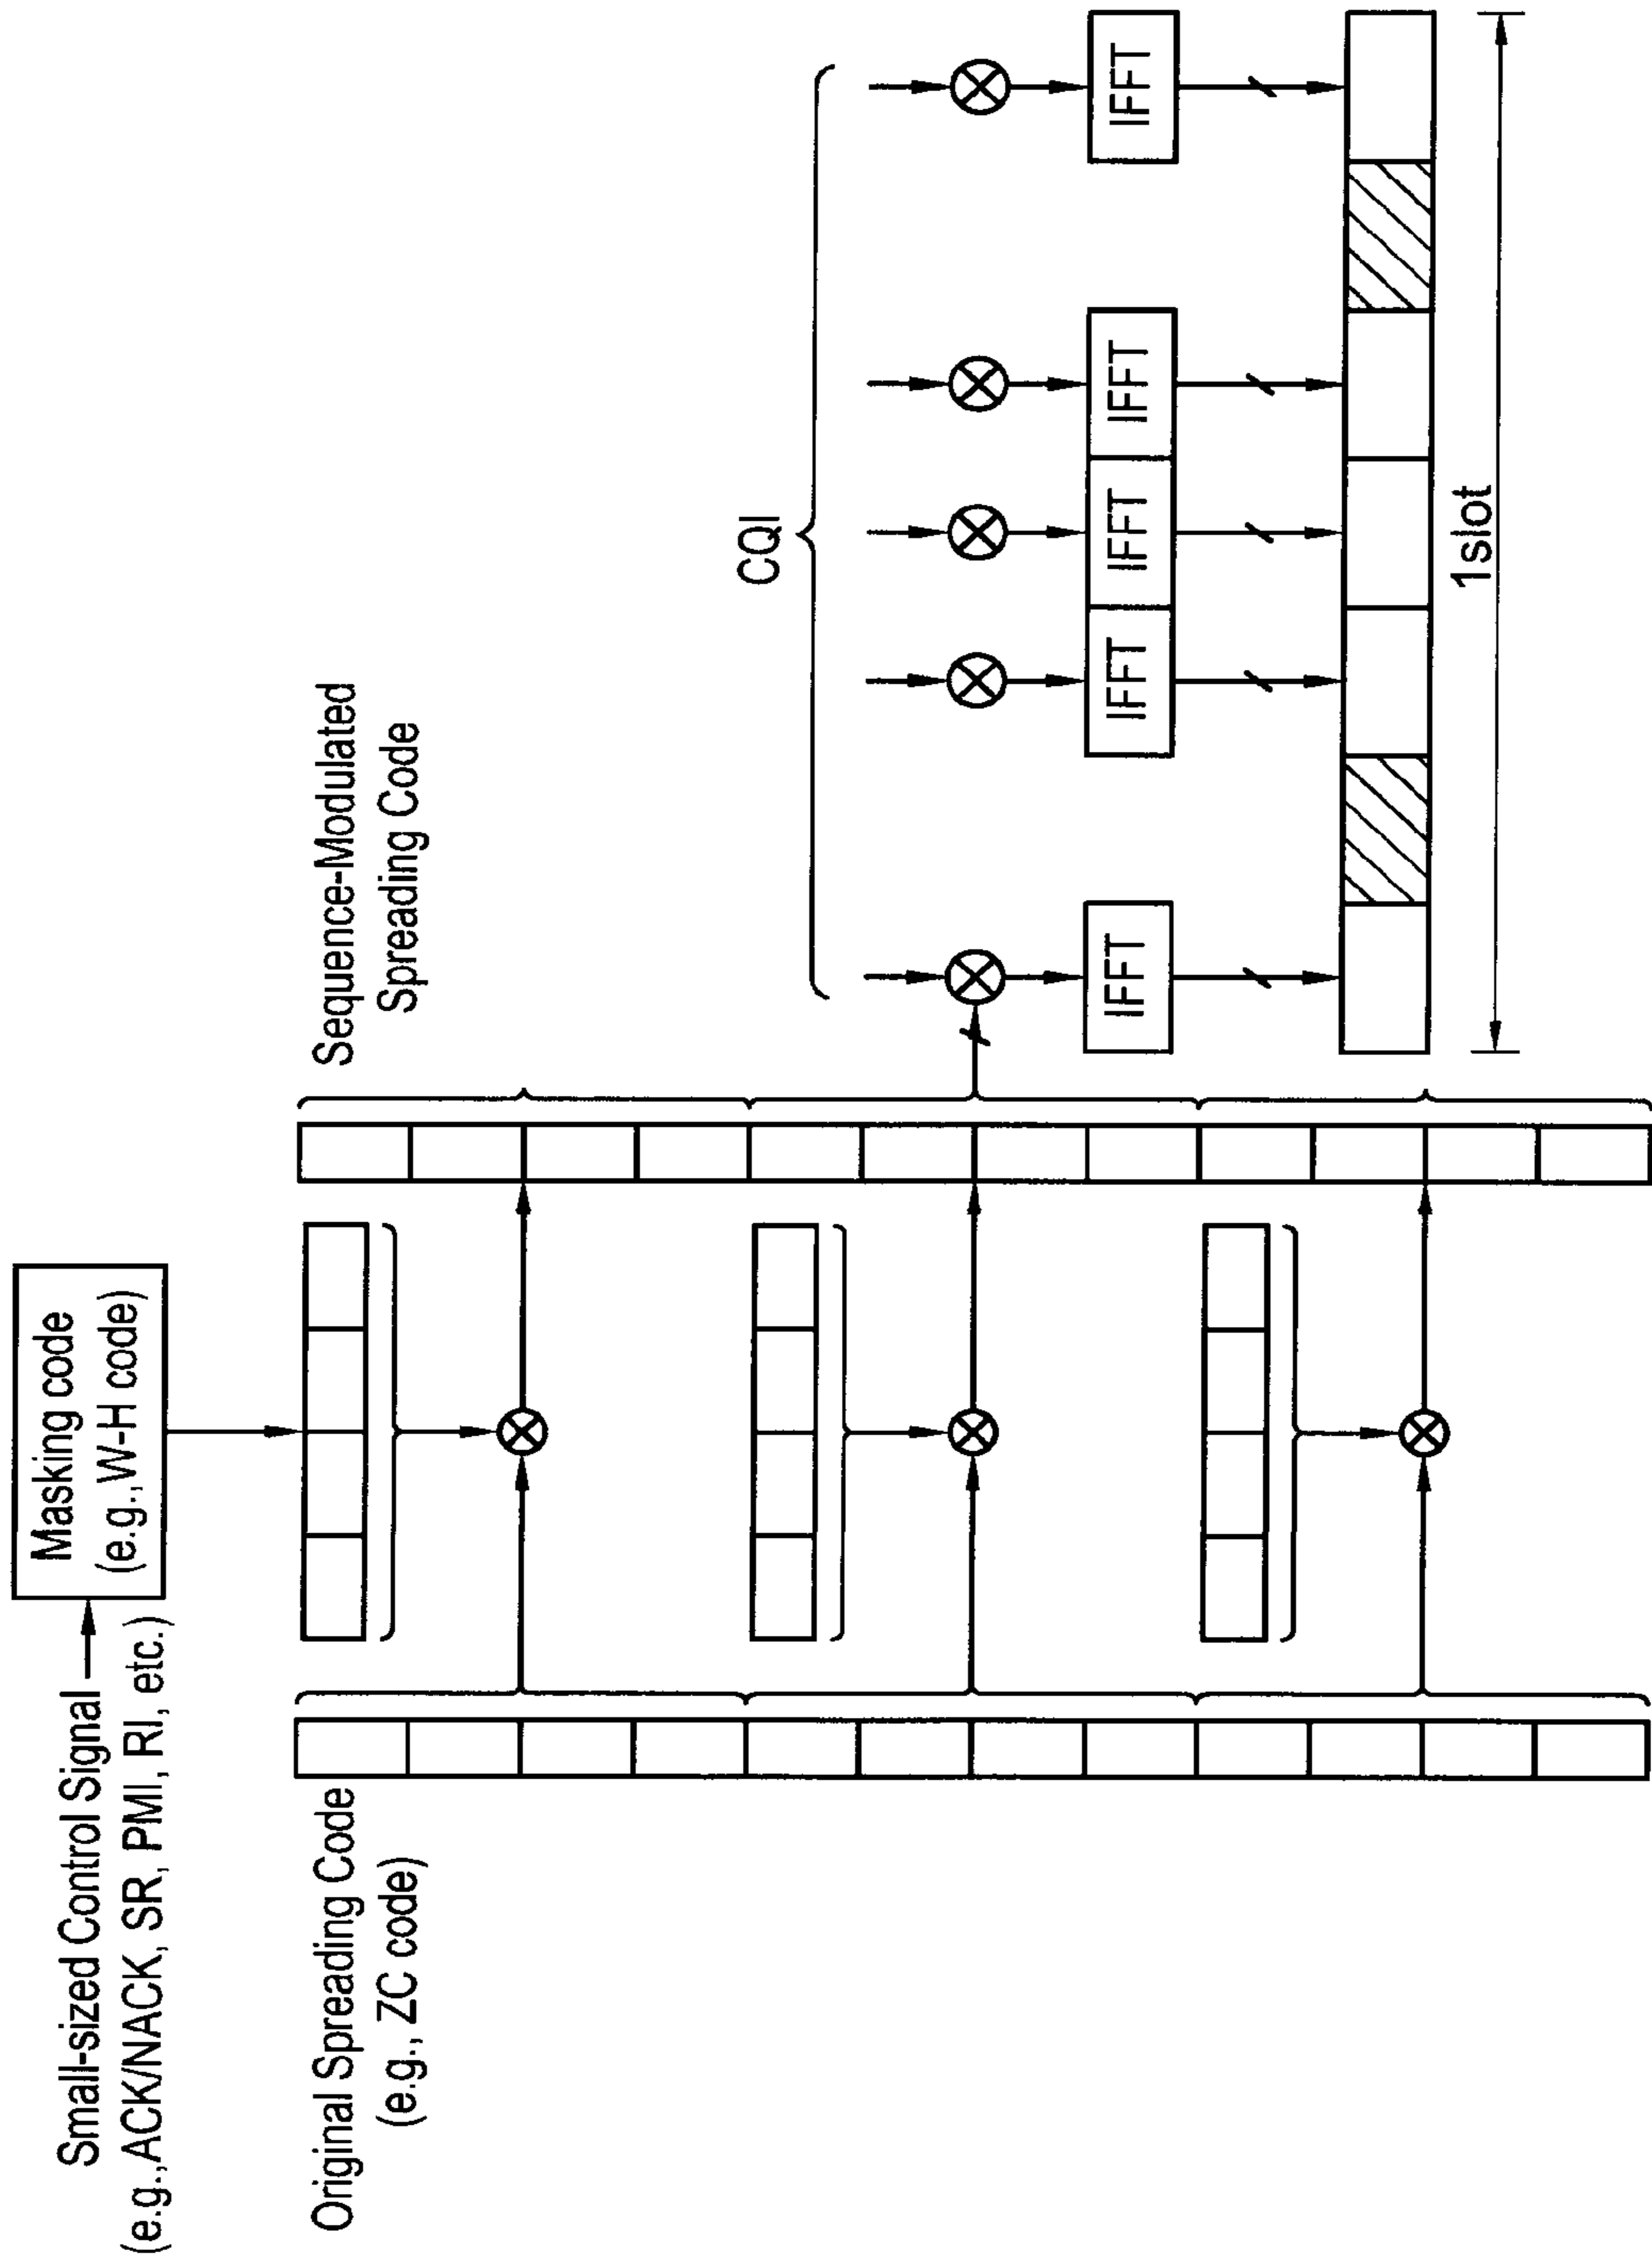 Small-sized Control Signal
(e.g.,ACK/NACK, SR, PMI, RI, etc.)
Masking code
(e.g.,W-H code)
Original Spreading Code
(e.g., ZC code)
Sequence-Modulated
Spreading Code
CQI
IFFT
IFFT
IFFT
IFFT
IFFT
1slot